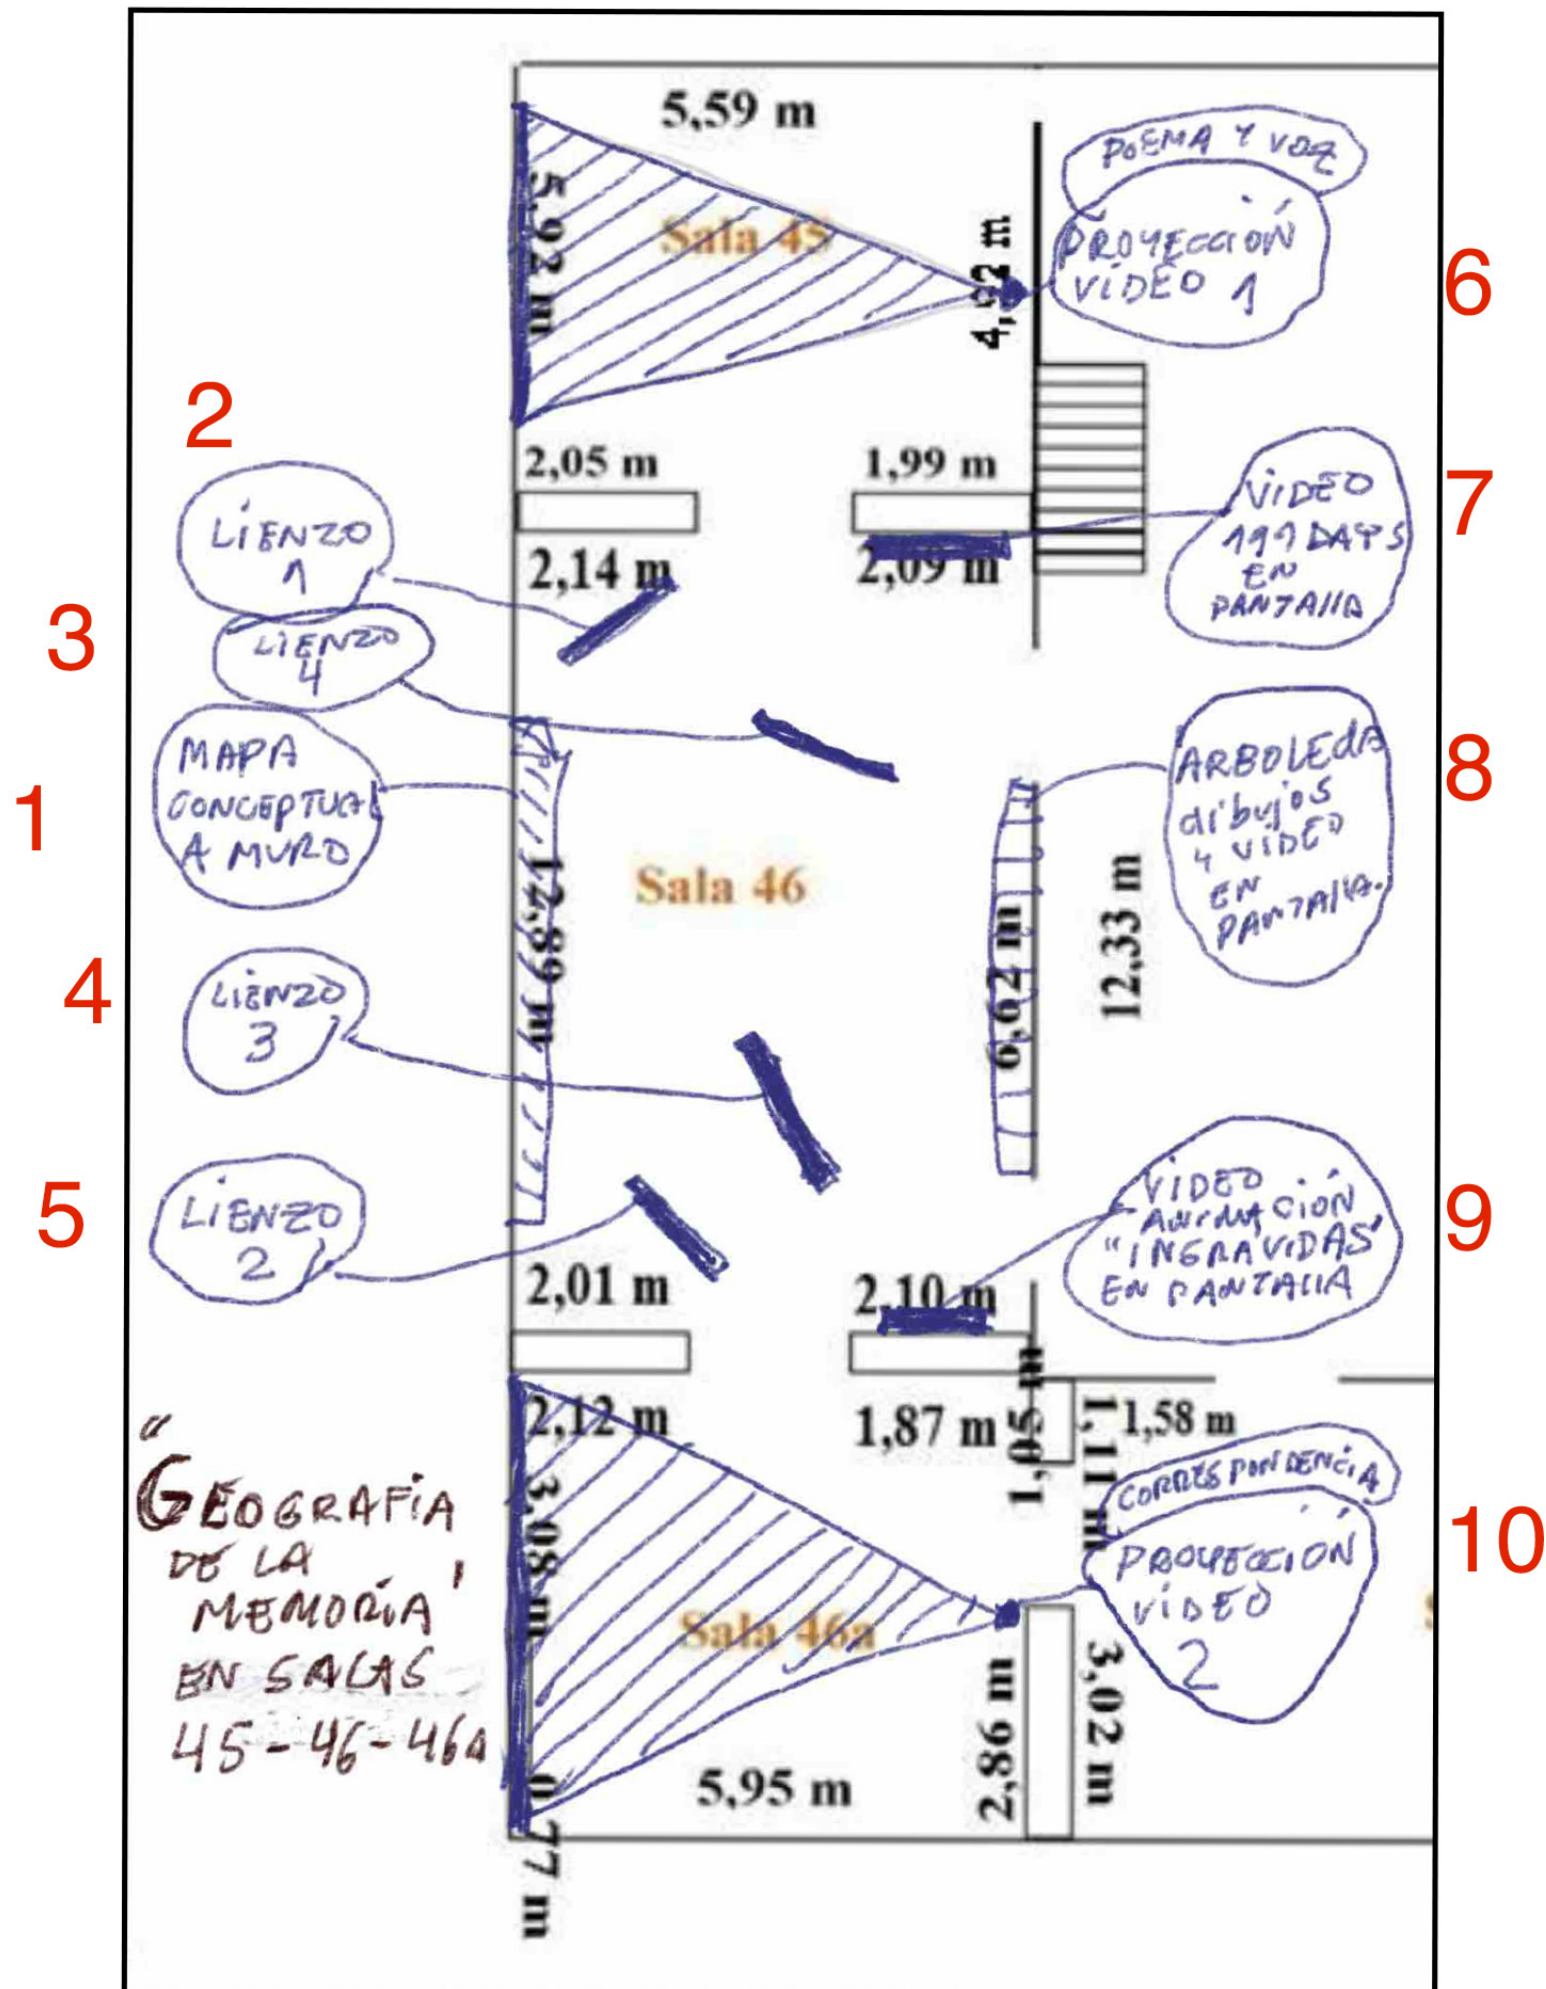 5,59 m
POEMA Y VOZ
5,92 m
Sala 45
4,92 m
PROYECCIÓN
VÍDEO 1
6
2
2,05 m
1,99 m
LIENZO
1
2,14 m
2,09 m
VIDEO
199 DAYS
EN
PANTALLA
7
3
LIENZO
4
1
MAPA
CONCEPTUAL
A MURO
12,89 m
Sala 46
6,62 m
12,33 m
ARBOLEDA
dibujos
4 VÍDEO
EN
PANTALLA.
8
4
LIENZO
3
5
LIENZO
2
2,01 m
2,10 m
VIDEO
ANIMACIÓN
"INGRÁVIDAS"
EN PANTALLA
9
2,12 m
1,87 m
1,05 m
1,11 m
1,58 m
3,08 m
CORRESPONDENCIA
PROYECCIÓN
VÍDEO
2
10
"GEOGRAFÍA
DE LA
MEMORIA"
EN SALAS
45-46-46a
Sala 46a
2,86 m
3,02 m
5,95 m
0,77 m